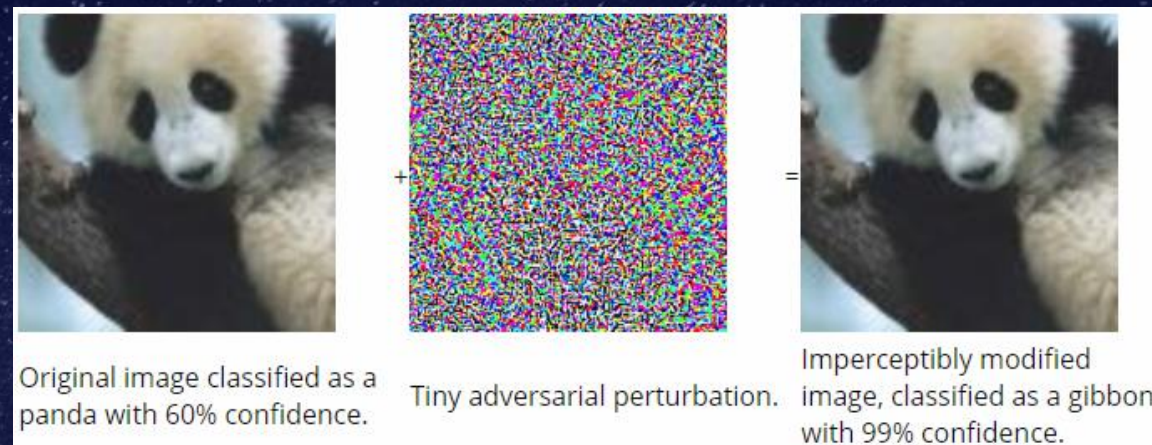 +
=
Original image classified as a
panda with 60% confidence.
Tiny adversarial perturbation.
Imperceptibly modified
image, classified as a gibbon
with 99% confidence.